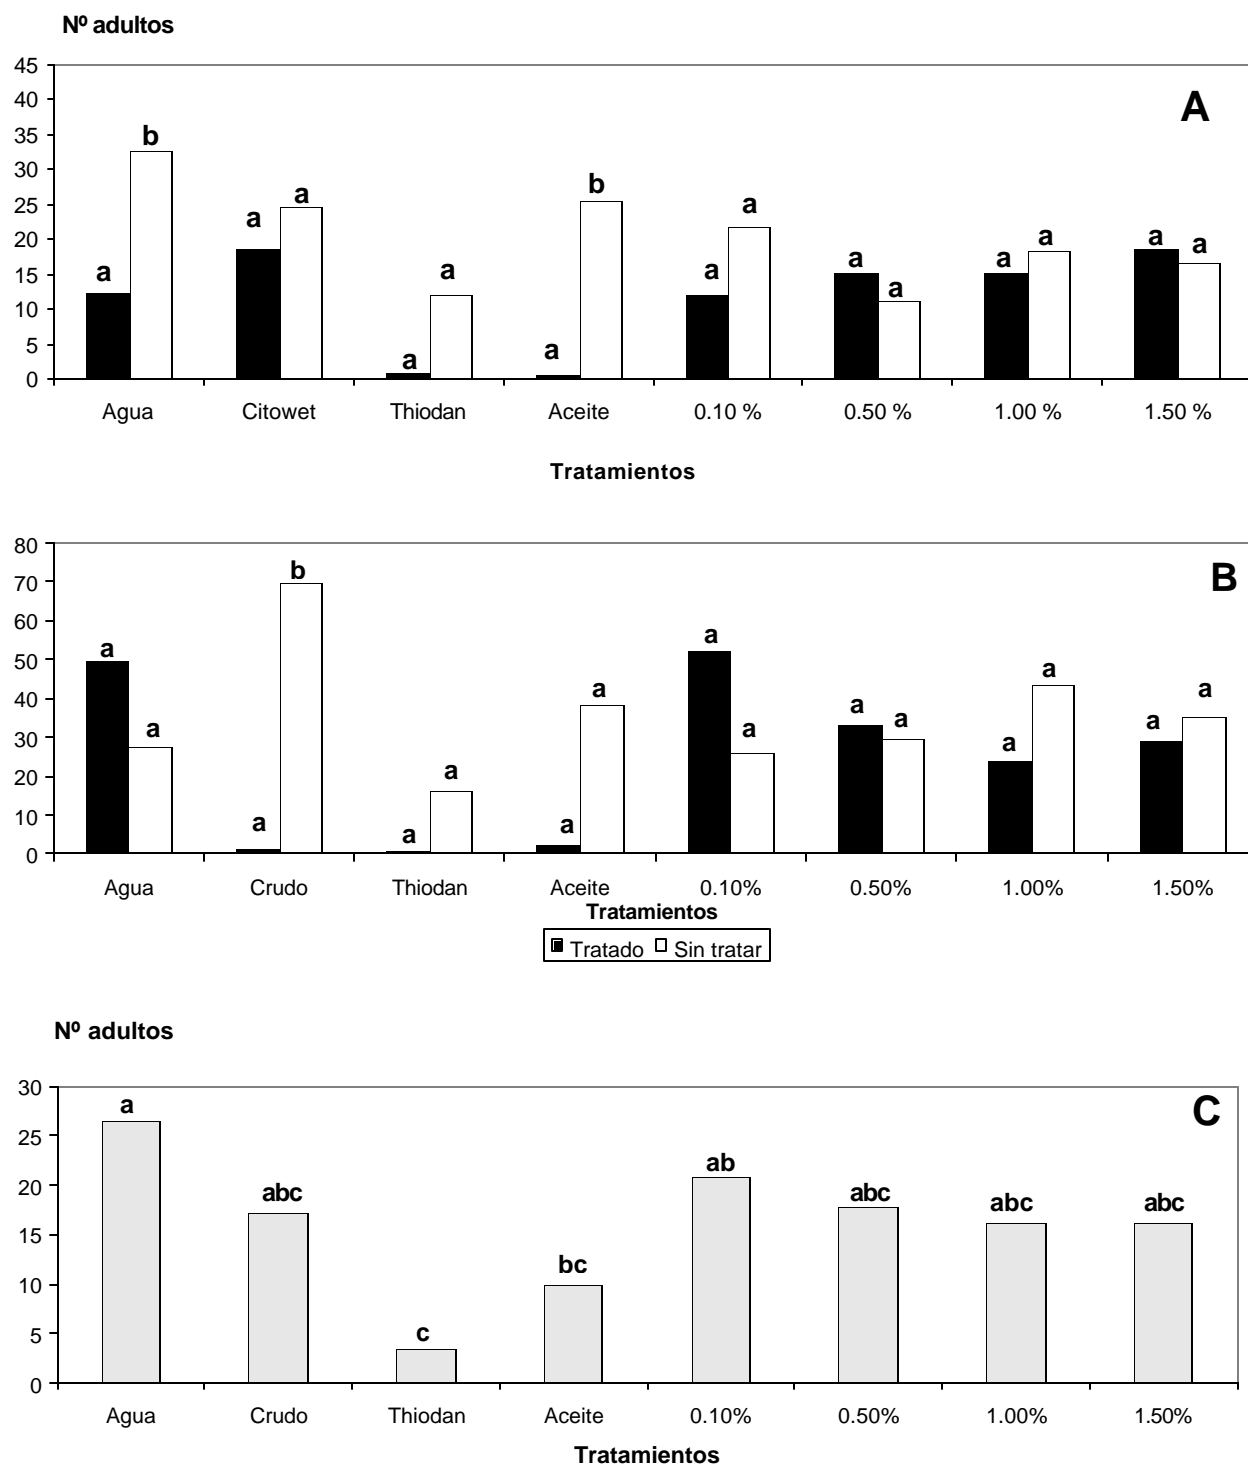 Nº adultos
45
40
35
30
25
20
15
10
5
0
A
a b a a a a a b a a a a a a a a
Agua Citowet Thiodan Aceite 0.10 % 0.50 % 1.00 % 1.50 %
Tratamientos
80
70
60
50
40
30
20
10
0
B
a a a b a a a a a a a a a a a a
Agua Crudo Thiodan Aceite 0.10% 0.50% 1.00% 1.50%
Tratamientos
Tratado Sin tratar
Nº adultos
30
25
20
15
10
5
0
C
a abc c bc ab abc abc abc
Agua Crudo Thiodan Aceite 0.10% 0.50% 1.00% 1.50%
Tratamientos